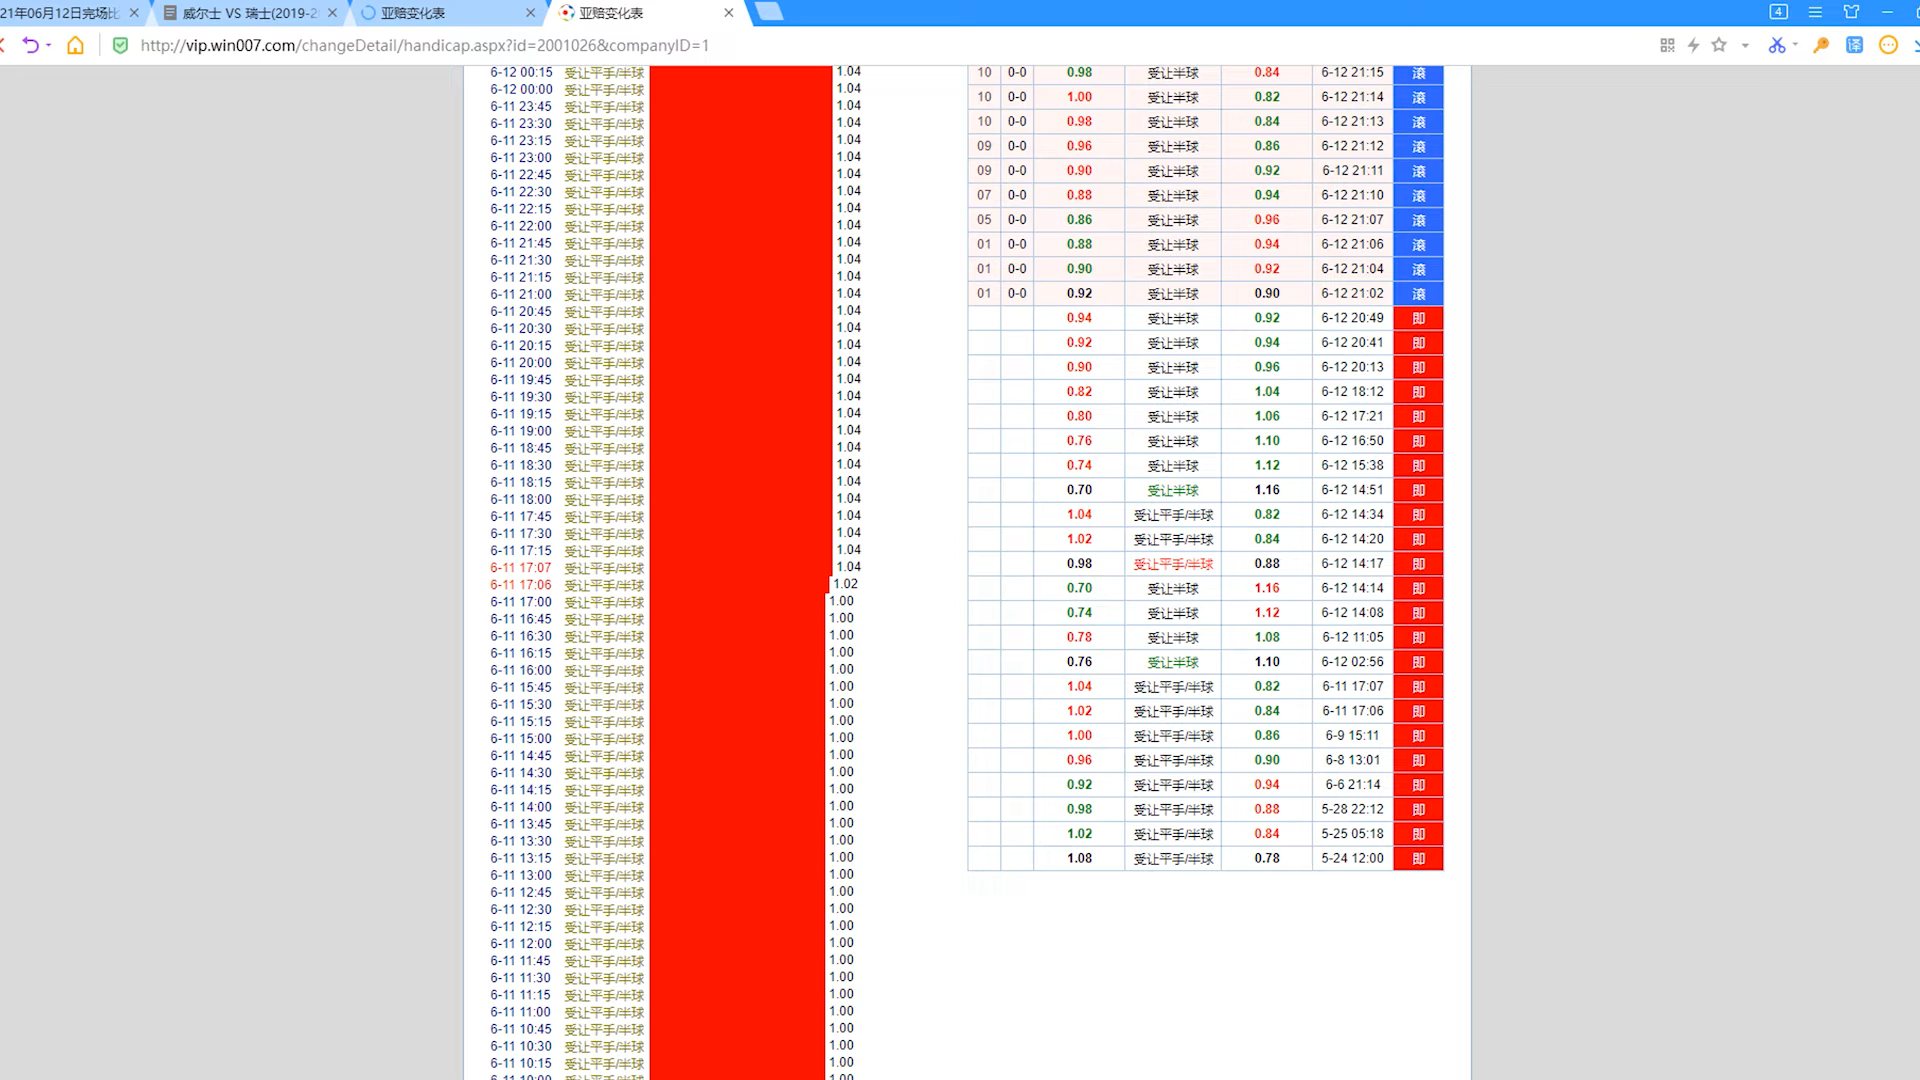 21年06月12日完场比
威尔士 VS 瑞士(2019-2
亚赔变化表
亚赔变化表
4
http://vip.win007.com/changeDetail/handicap.aspx?id=2001026&companyID=1
译
6-12 00:15 受让平手/半球 1.04
6-12 00:00 受让平手/半球 1.04
6-11 23:45 受让平手/半球 1.04
6-11 23:30 受让平手/半球 1.04
6-11 23:15 受让平手/半球 1.04
6-11 23:00 受让平手/半球 1.04
6-11 22:45 受让平手/半球 1.04
6-11 22:30 受让平手/半球 1.04
6-11 22:15 受让平手/半球 1.04
6-11 22:00 受让平手/半球 1.04
6-11 21:45 受让平手/半球 1.04
6-11 21:30 受让平手/半球 1.04
6-11 21:15 受让平手/半球 1.04
6-11 21:00 受让平手/半球 1.04
6-11 20:45 受让平手/半球 1.04
6-11 20:30 受让平手/半球 1.04
6-11 20:15 受让平手/半球 1.04
6-11 20:00 受让平手/半球 1.04
6-11 19:45 受让平手/半球 1.04
6-11 19:30 受让平手/半球 1.04
6-11 19:15 受让平手/半球 1.04
6-11 19:00 受让平手/半球 1.04
6-11 18:45 受让平手/半球 1.04
6-11 18:30 受让平手/半球 1.04
6-11 18:15 受让平手/半球 1.04
6-11 18:00 受让平手/半球 1.04
6-11 17:45 受让平手/半球 1.04
6-11 17:30 受让平手/半球 1.04
6-11 17:15 受让平手/半球 1.04
6-11 17:07 受让平手/半球 1.04
6-11 17:06 受让平手/半球 1.02
6-11 17:00 受让平手/半球 1.00
6-11 16:45 受让平手/半球 1.00
6-11 16:30 受让平手/半球 1.00
6-11 16:15 受让平手/半球 1.00
6-11 16:00 受让平手/半球 1.00
6-11 15:45 受让平手/半球 1.00
6-11 15:30 受让平手/半球 1.00
6-11 15:15 受让平手/半球 1.00
6-11 15:00 受让平手/半球 1.00
6-11 14:45 受让平手/半球 1.00
6-11 14:30 受让平手/半球 1.00
6-11 14:15 受让平手/半球 1.00
6-11 14:00 受让平手/半球 1.00
6-11 13:45 受让平手/半球 1.00
6-11 13:30 受让平手/半球 1.00
6-11 13:15 受让平手/半球 1.00
6-11 13:00 受让平手/半球 1.00
6-11 12:45 受让平手/半球 1.00
6-11 12:30 受让平手/半球 1.00
6-11 12:15 受让平手/半球 1.00
6-11 12:00 受让平手/半球 1.00
6-11 11:45 受让平手/半球 1.00
6-11 11:30 受让平手/半球 1.00
6-11 11:15 受让平手/半球 1.00
6-11 11:00 受让平手/半球 1.00
6-11 10:45 受让平手/半球 1.00
6-11 10:30 受让平手/半球 1.00
6-11 10:15 受让平手/半球 1.00
6-11 10:00 受让平手/半球 1.00
10 0-0 0.98 受让半球 0.84 6-12 21:15 滚
10 0-0 1.00 受让半球 0.82 6-12 21:14 滚
10 0-0 0.98 受让半球 0.84 6-12 21:13 滚
09 0-0 0.96 受让半球 0.86 6-12 21:12 滚
09 0-0 0.90 受让半球 0.92 6-12 21:11 滚
07 0-0 0.88 受让半球 0.94 6-12 21:10 滚
05 0-0 0.86 受让半球 0.96 6-12 21:07 滚
01 0-0 0.88 受让半球 0.94 6-12 21:06 滚
01 0-0 0.90 受让半球 0.92 6-12 21:04 滚
01 0-0 0.92 受让半球 0.90 6-12 21:02 滚
0.94 受让半球 0.92 6-12 20:49 即
0.92 受让半球 0.94 6-12 20:41 即
0.90 受让半球 0.96 6-12 20:13 即
0.82 受让半球 1.04 6-12 18:12 即
0.80 受让半球 1.06 6-12 17:21 即
0.76 受让半球 1.10 6-12 16:50 即
0.74 受让半球 1.12 6-12 15:38 即
0.70 受让半球 1.16 6-12 14:51 即
1.04 受让平手/半球 0.82 6-12 14:34 即
1.02 受让平手/半球 0.84 6-12 14:20 即
0.98 受让平手/半球 0.88 6-12 14:17 即
0.70 受让半球 1.16 6-12 14:14 即
0.74 受让半球 1.12 6-12 14:08 即
0.78 受让半球 1.08 6-12 11:05 即
0.76 受让半球 1.10 6-12 02:56 即
1.04 受让平手/半球 0.82 6-11 17:07 即
1.02 受让平手/半球 0.84 6-11 17:06 即
1.00 受让平手/半球 0.86 6-9 15:11 即
0.96 受让平手/半球 0.90 6-8 13:01 即
0.92 受让平手/半球 0.94 6-6 21:14 即
0.98 受让平手/半球 0.88 5-28 22:12 即
1.02 受让平手/半球 0.84 5-25 05:18 即
1.08 受让平手/半球 0.78 5-24 12:00 即